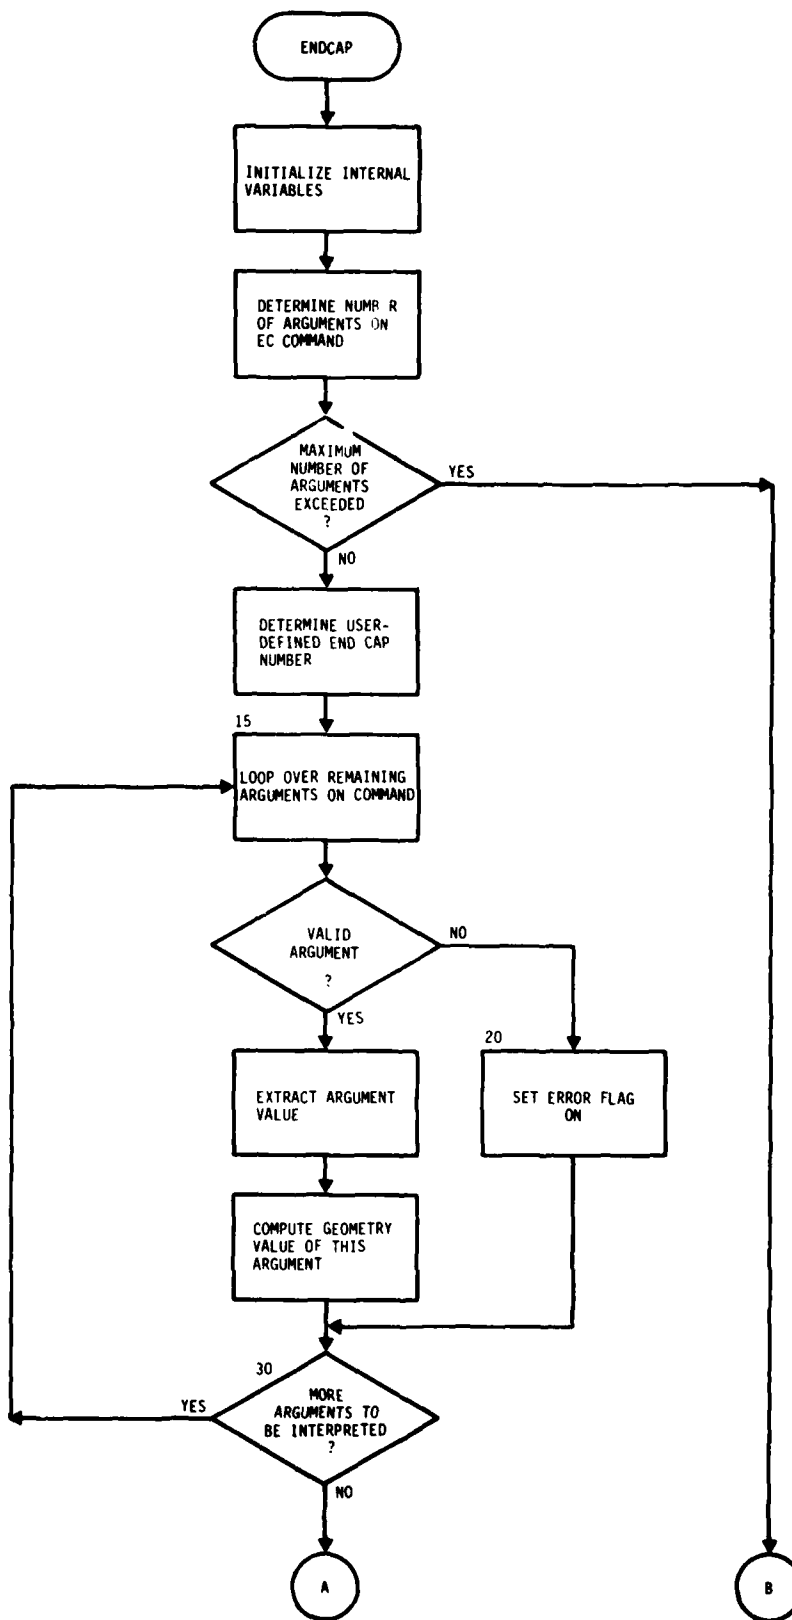 ENDCAP
INITIALIZE INTERNAL
VARIABLES
DETERMINE NUMB R
OF ARGUMENTS ON
EC COMMAND
MAXIMUM
NUMBER OF
ARGUMENTS
EXCEEDED
?
YES
NO
DETERMINE USER-
DEFINED END CAP
NUMBER
15
LOOP OVER REMAINING
ARGUMENTS ON COMMAND
VALID
ARGUMENT
?
NO
YES
20
EXTRACT ARGUMENT
VALUE
SET ERROR FLAG
ON
COMPUTE GEOMETRY
VALUE OF THIS
ARGUMENT
30
MORE
ARGUMENTS TO
BE INTERPRETED
?
YES
NO
A
B